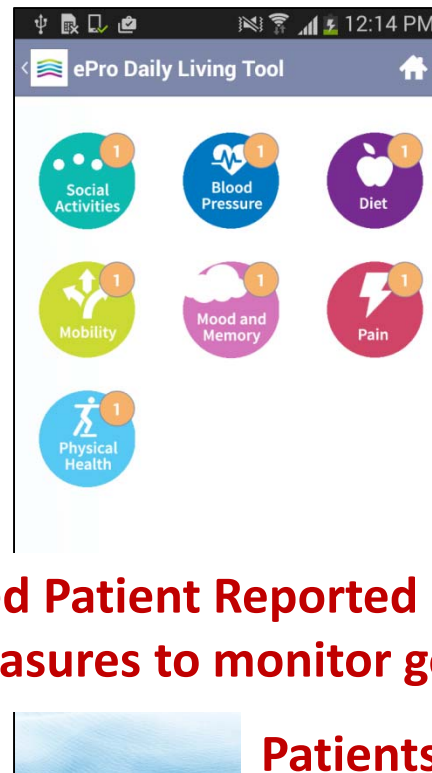 12:14 PM
ePro Daily Living Tool
1
Social
Activities
1
Blood
Pressure
1
Diet
1
Mobility
1
Mood and
Memory
1
Pain
1
Physical
Health
d Patient Reported
asures to monitor g
Patients